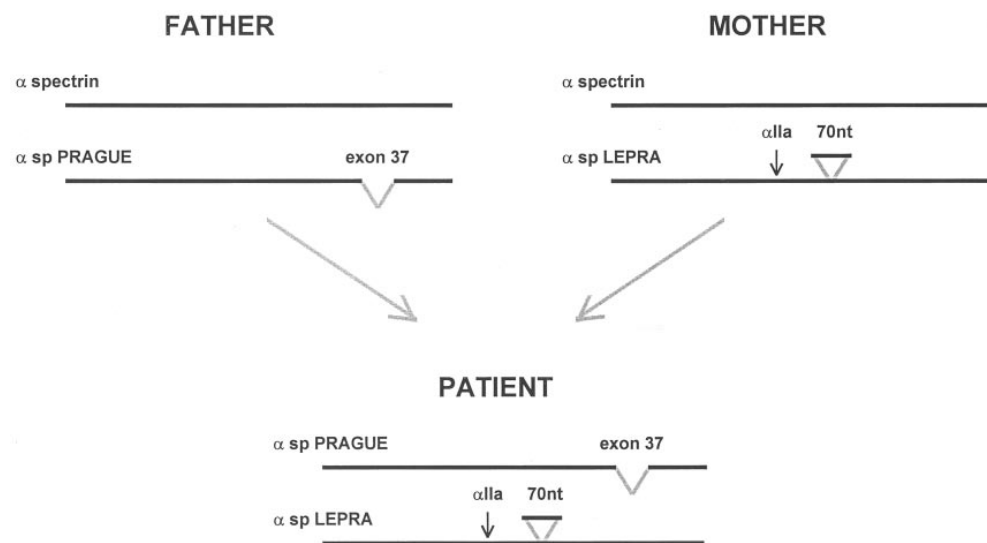 FATHER
MOTHER
α spectrin
α spectrin
α sp PRAGUE exon 37
αIIa 70nt
α sp LEPRA
PATIENT
α sp PRAGUE exon 37
αIIa 70nt
α sp LEPRA